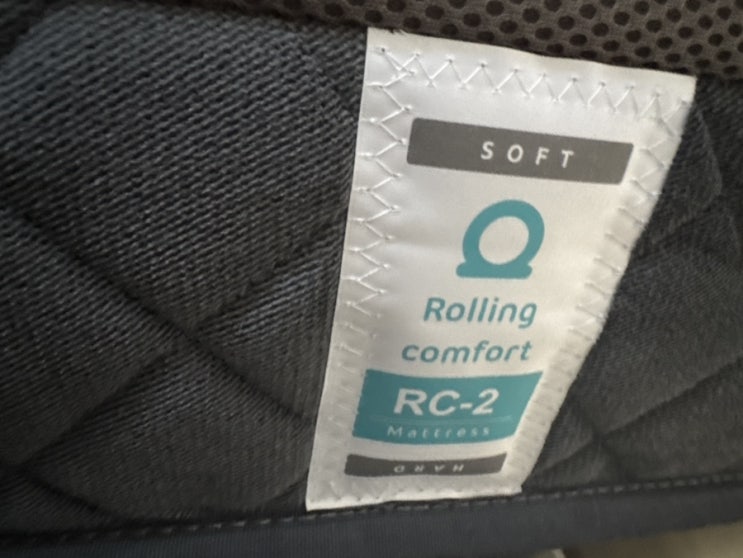 SOFT
Rolling
comfort
RC-2
Mattress
HARD